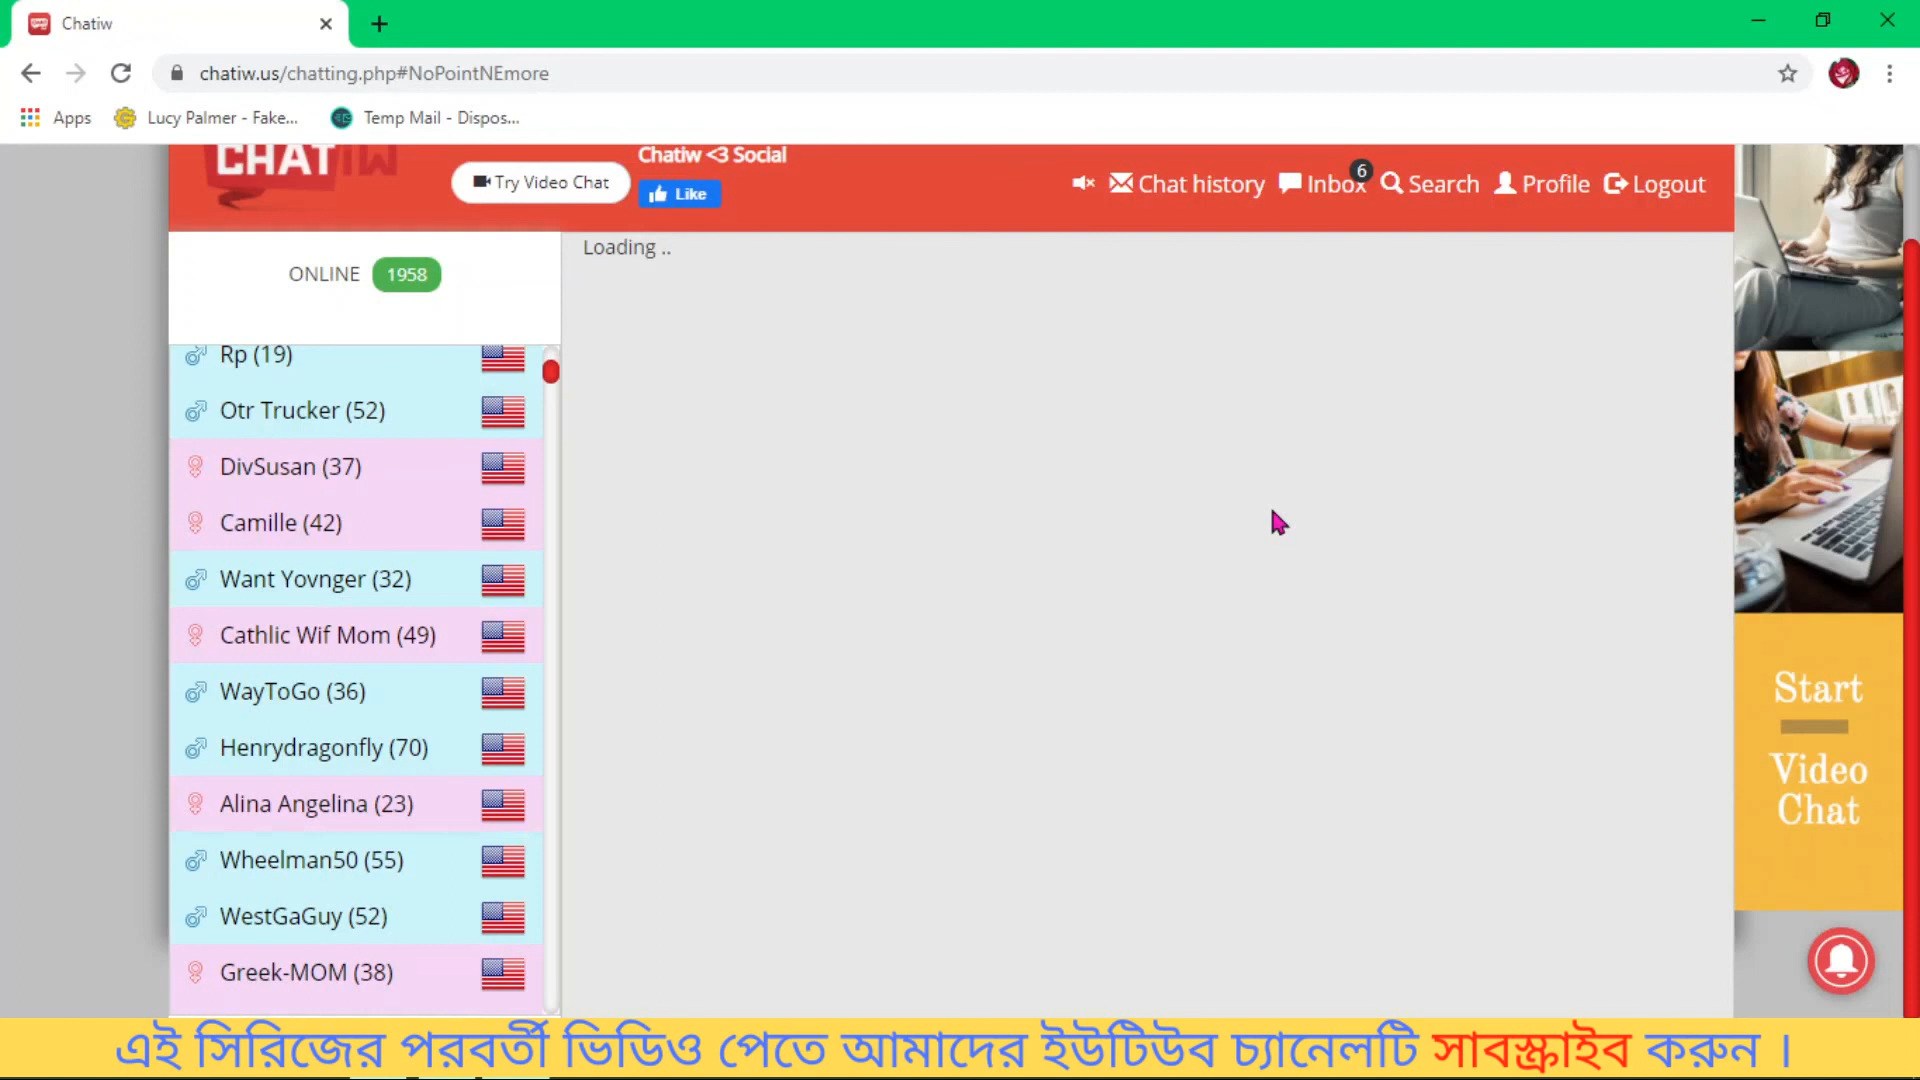 Chatiw
chatiw.us/chatting.php#NoPointNEmore
Apps
Lucy Palmer - Fake...
Temp Mail - Dispos...
CHATIW
Try Video Chat
Chatiw <3 Social
Like
Chat history
Inbox
6
Search
Profile
Logout
ONLINE 1958
Loading ..
Rp (19)
Otr Trucker (52)
DivSusan (37)
Camille (42)
Want Yovnger (32)
Cathlic Wif Mom (49)
WayToGo (36)
Henrydragonfly (70)
Alina Angelina (23)
Wheelman50 (55)
WestGaGuy (52)
Greek-MOM (38)
Start
Video
Chat
এই সিরিজের পরবর্তী ভিডিও পেতে আমাদের ইউটিউব চ্যানেলটি সাবস্ক্রাইব করুন ।